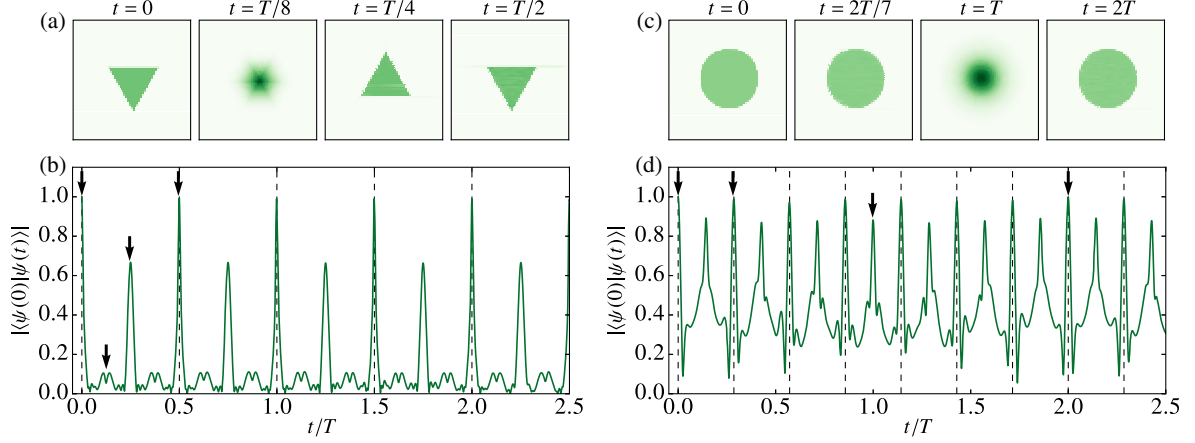 (a) t = 0 t = T/8 t = T/4 t = T/2
(c) t = 0 t = 2T/7 t = T t = 2T
(b)
|⟨ψ(0)|ψ(t)⟩|
1.0
0.8
0.6
0.4
0.2
0.0
0.0 0.5 1.0 1.5 2.0 2.5
t/T
(d)
|⟨ψ(0)|ψ(t)⟩|
1.0
0.8
0.6
0.4
0.2
0.0
0.0 0.5 1.0 1.5 2.0 2.5
t/T